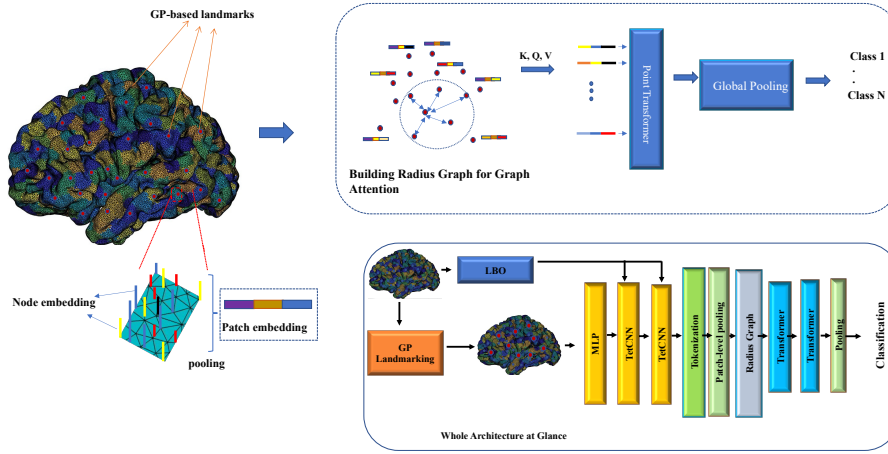 GP-based landmarks
Node embedding
Patch embedding
pooling
K, Q, V
Point Transformer
Global Pooling
Class 1
.
.
Class N
Building Radius Graph for Graph
Attention
LBO
GP
Landmarking
MLP
TetCNN
TetCNN
Tokenization
Patch-level pooling
Radius Graph
Transformer
Transformer
Pooling
Classification
Whole Architecture at Glance